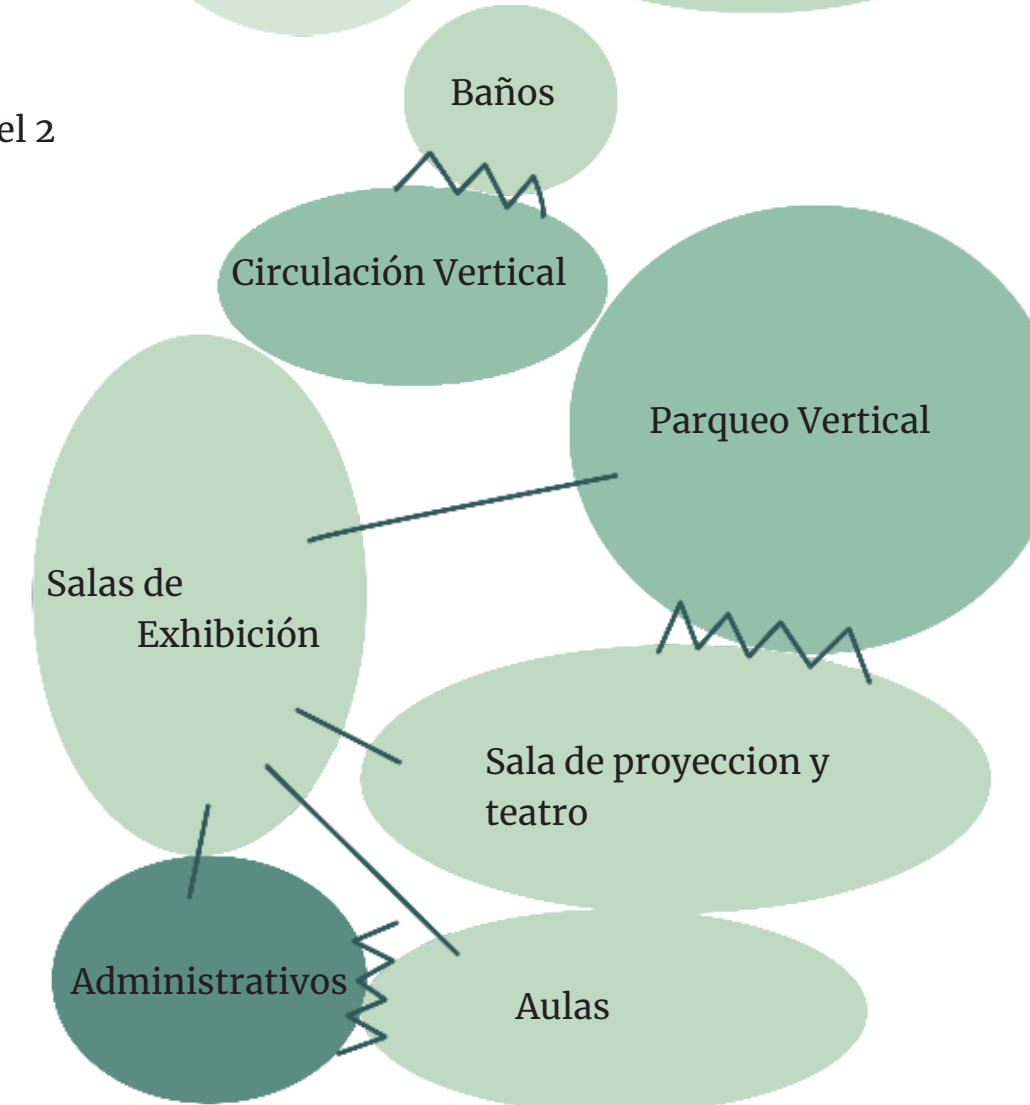 Baños
el 2
Circulación Vertical
Parqueo Vertical
Salas de
Exhibición
Sala de proyeccion y
teatro
Administrativos
Aulas